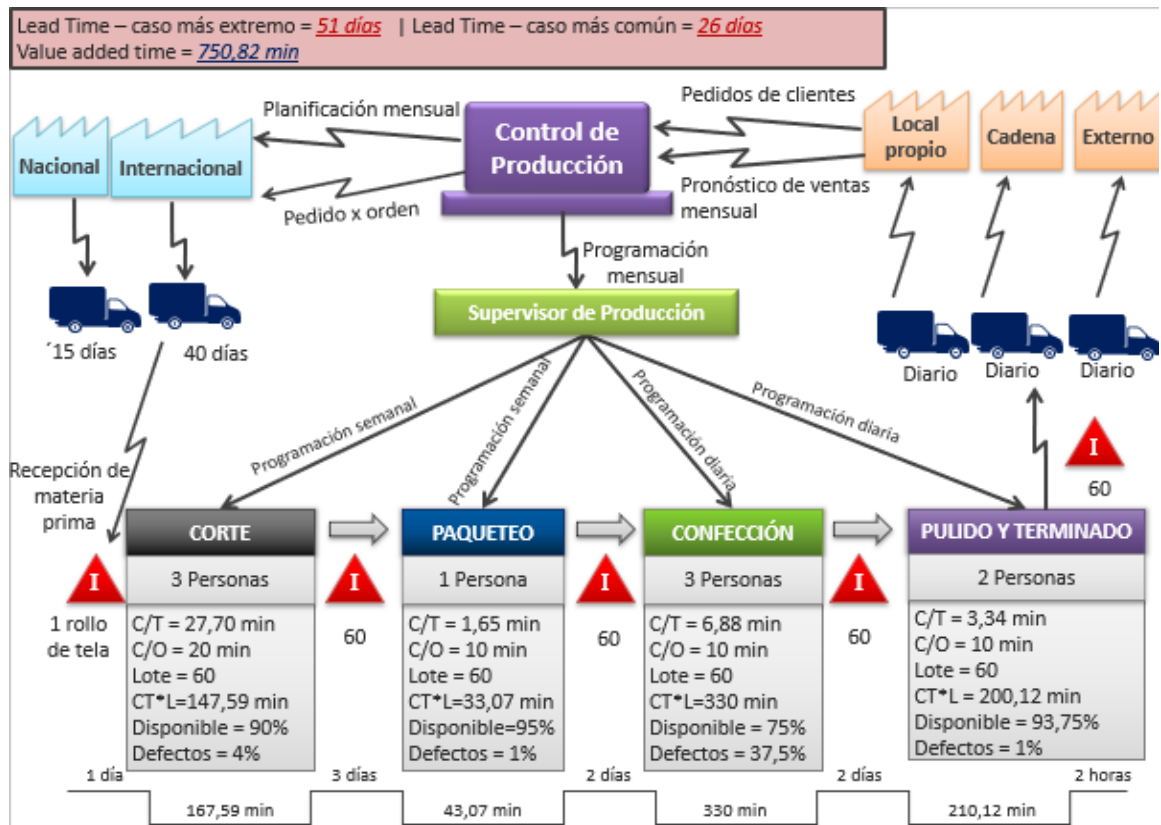 Lead Time – caso más extremo = 51 días | Lead Time – caso más común = 26 días
Value added time = 750,82 min
Planificación mensual
Pedidos de clientes
Nacional
Internacional
Control de
Producción
Local
propio
Cadena
Externo
Pedido x orden
Pronóstico de ventas
mensual
Programación
mensual
Supervisor de Producción
´15 días
40 días
Diario
Diario
Diario
Programación semanal
Programación semanal
Programación diaria
Programación diaria
Recepción de
materia
prima
I
60
I
1 rollo
de tela
CORTE
3 Personas
C/T = 27,70 min
C/O = 20 min
Lote = 60
CT*L=147,59 min
Disponible = 90%
Defectos = 4%
I
60
PAQUETEO
1 Persona
C/T = 1,65 min
C/O = 10 min
Lote = 60
CT*L=33,07 min
Disponible=95%
Defectos = 1%
I
60
CONFECCIÓN
3 Personas
C/T = 6,88 min
C/O = 10 min
Lote = 60
CT*L=330 min
Disponible = 75%
Defectos = 37,5%
I
60
PULIDO Y TERMINADO
2 Personas
C/T = 3,34 min
C/O = 10 min
Lote = 60
CT*L = 200,12 min
Disponible = 93,75%
Defectos = 1%
1 día
3 días
2 días
2 días
2 horas
167,59 min
43,07 min
330 min
210,12 min